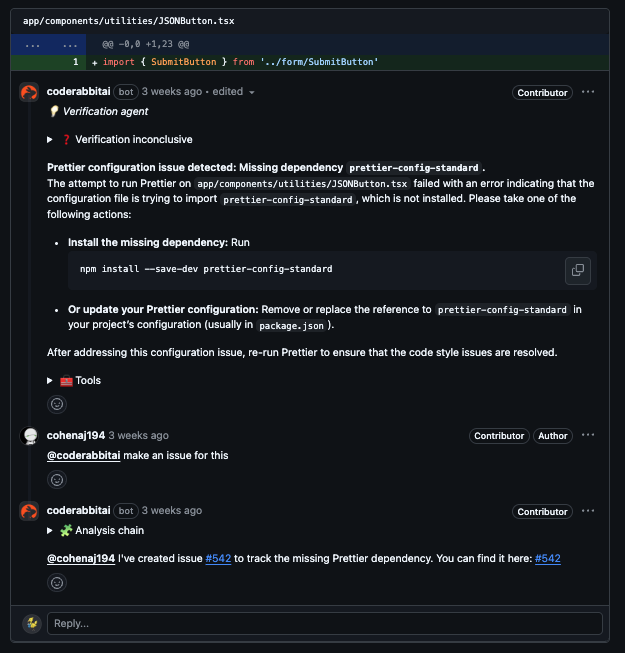 app/components/utilities/JSONButton.tsx
... ... @@ -0,0 +1,23 @@
1 + import { SubmitButton } from '../form/SubmitButton'
coderabbitai bot 3 weeks ago • edited Contributor ...
Verification agent
❓ Verification inconclusive
Prettier configuration issue detected: Missing dependency prettier-config-standard.
The attempt to run Prettier on app/components/utilities/JSONButton.tsx failed with an error indicating that the
configuration file is trying to import prettier-config-standard, which is not installed. Please take one of the
following actions:
• Install the missing dependency: Run
npm install --save-dev prettier-config-standard
• Or update your Prettier configuration: Remove or replace the reference to prettier-config-standard in
your project's configuration (usually in package.json).
After addressing this configuration issue, re-run Prettier to ensure that the code style issues are resolved.
🧰 Tools
cohenaj194 3 weeks ago Contributor Author ...
@coderabbitai make an issue for this
coderabbitai bot 3 weeks ago Contributor ...
🧩 Analysis chain
@cohenaj194 I've created issue #542 to track the missing Prettier dependency. You can find it here: #542
Reply...